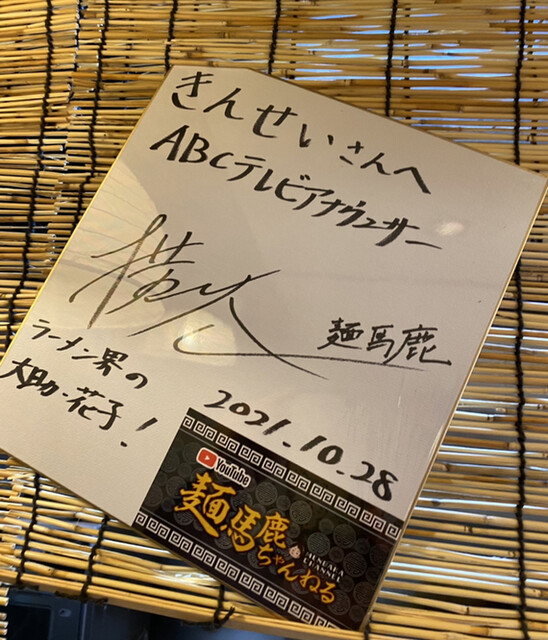 きんせいさんへ
ABCテレビアナウンサー
麺馬鹿
ラーメン界の
大助・花子!
2021.10.28
YouTube
麺馬鹿
ちゃんねる
CHANNEL